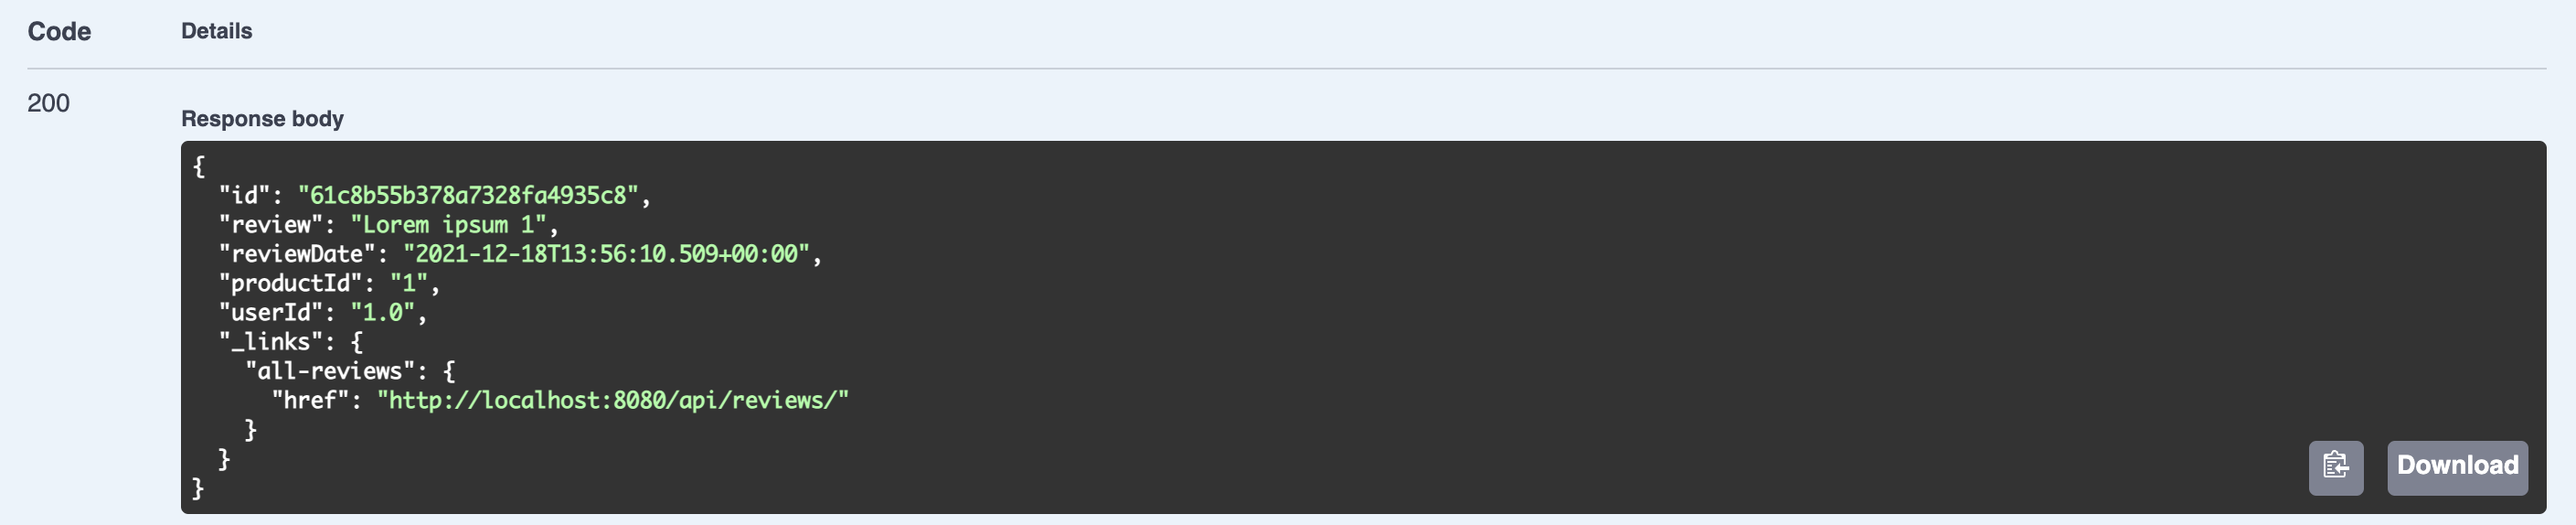 Code Details
200
Response body
{
  "id": "61c8b55b378a7328fa4935c8",
  "review": "Lorem ipsum 1",
  "reviewDate": "2021-12-18T13:56:10.509+00:00",
  "productId": "1",
  "userId": "1.0",
  "_links": {
    "all-reviews": {
      "href": "http://localhost:8080/api/reviews/"
    }
  }
}
Download